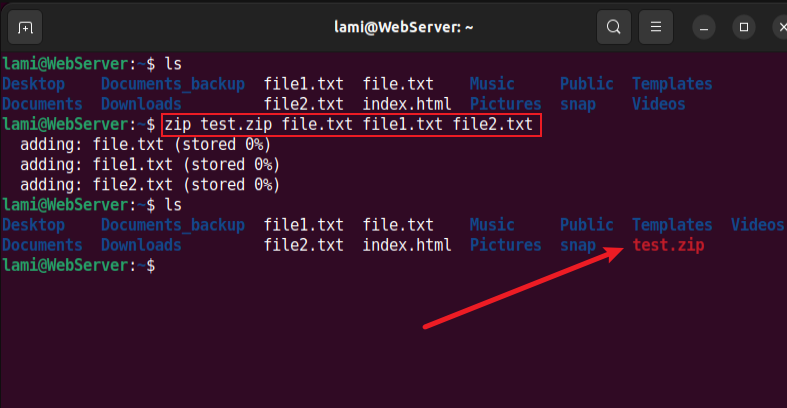 lami@WebServer: ~
lami@WebServer:~$ ls
Desktop    Documents_backup  file1.txt  file.txt    Music     Public  Templates
Documents  Downloads         file2.txt  index.html  Pictures  snap    Videos
lami@WebServer:~$ zip test.zip file.txt file1.txt file2.txt
  adding: file.txt (stored 0%)
  adding: file1.txt (stored 0%)
  adding: file2.txt (stored 0%)
lami@WebServer:~$ ls
Desktop    Documents_backup  file1.txt  file.txt    Music     Public  Templates  Videos
Documents  Downloads         file2.txt  index.html  Pictures  snap    test.zip
lami@WebServer:~$